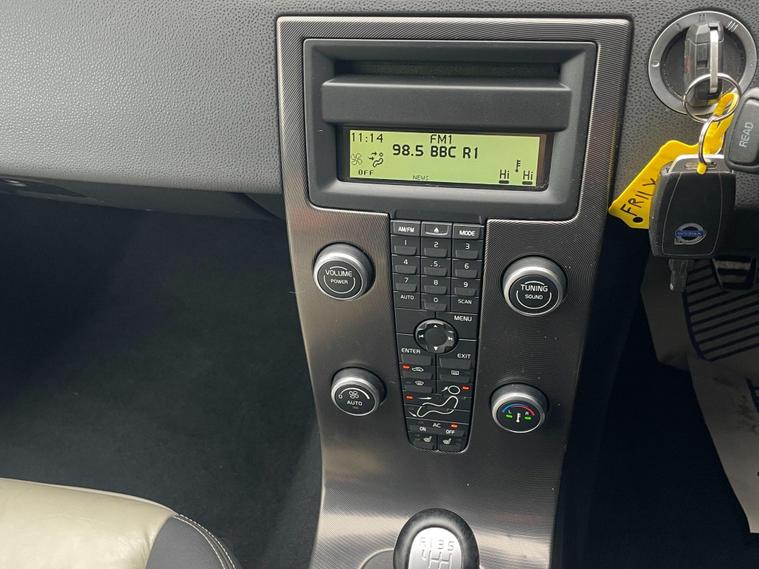 11:14 FM1
98.5 BBC R1
OFF NEWS Hi Hi
READ
FRILY
VOLVO
AM/FM MODE
1 2 3
4 5 6
7 8 9
AUTO 0 SCAN
VOLUME
POWER
TUNING
SOUND
MENU
ENTER EXIT
0 AUTO
L R
AC
ON OFF